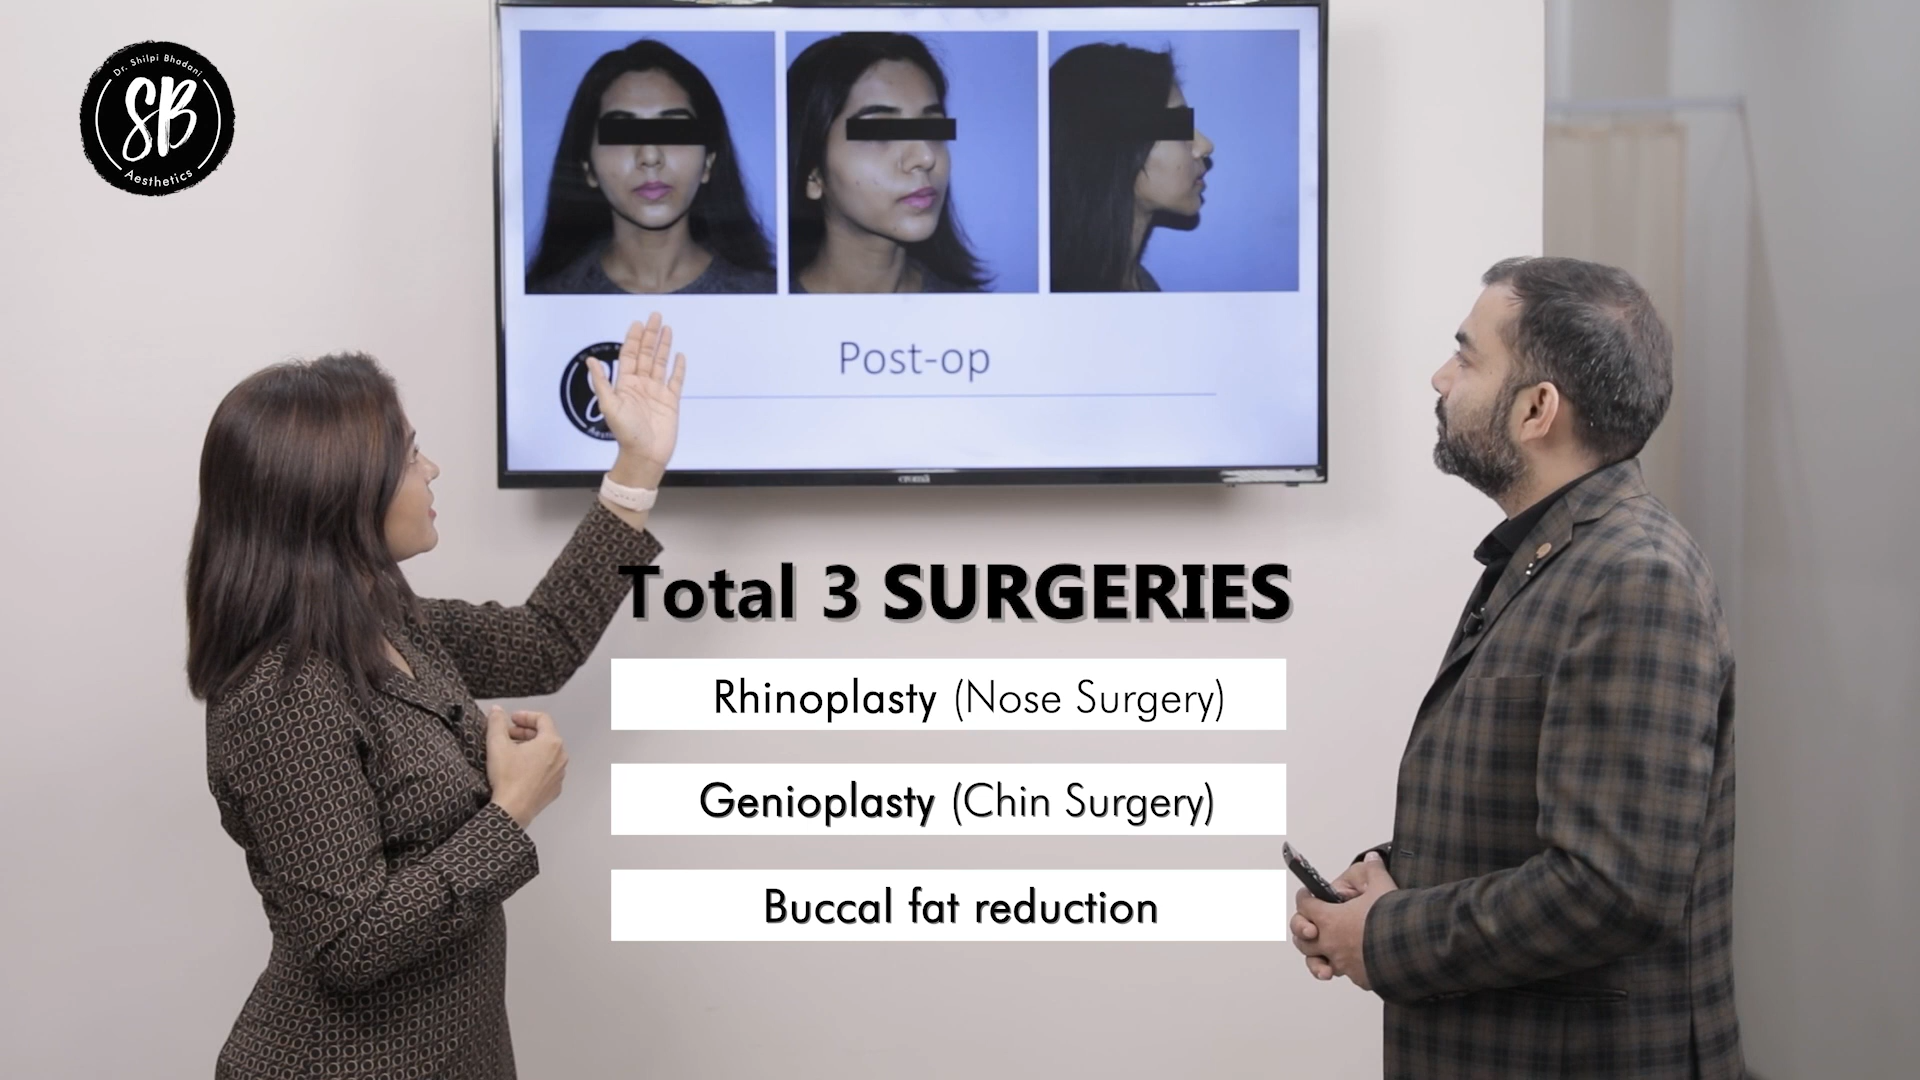 Dr. Shilpi Bhadani
SB
Aesthetics
Post-op
croma
Total 3 SURGERIES
Rhinoplasty (Nose Surgery)
Genioplasty (Chin Surgery)
Buccal fat reduction